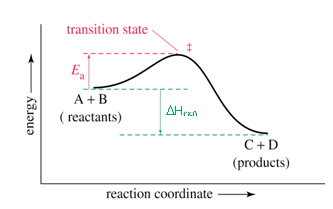 transition state
‡
Ea
A + B
( reactants)
ΔHrxn
C + D
(products)
energy
reaction coordinate